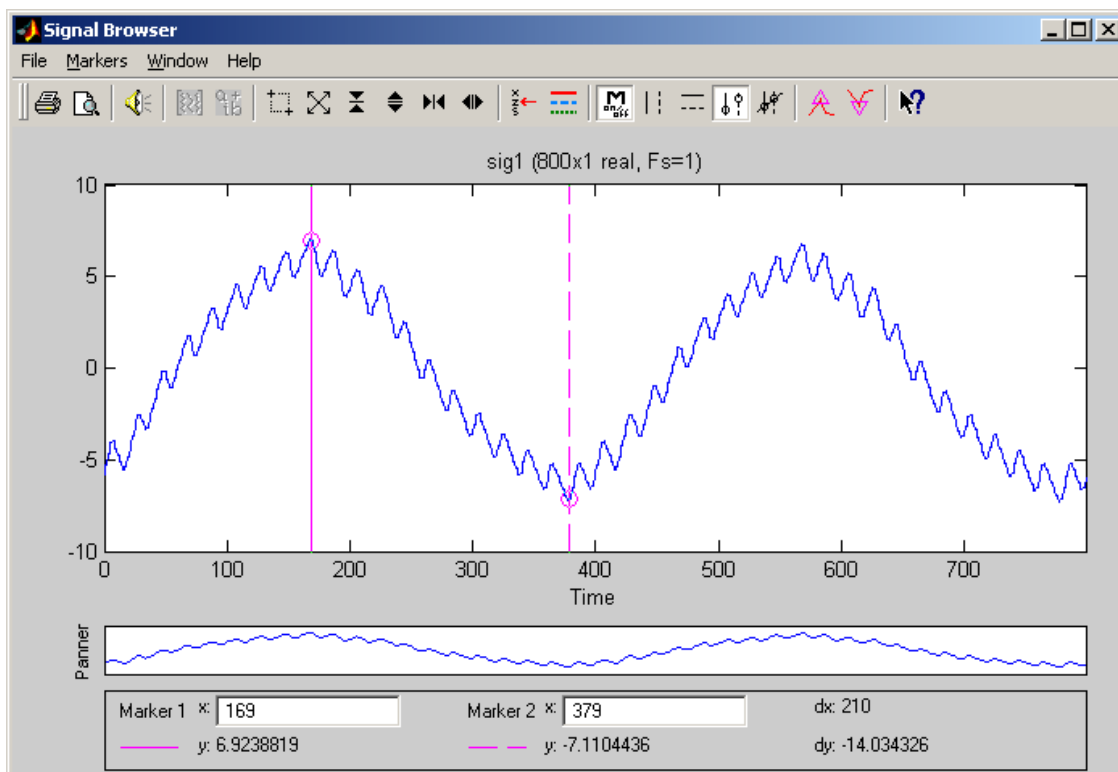 Signal Browser
File Markers Window Help
M
on/off
sig1 (800x1 real, Fs=1)
10
5
0
-5
-10
0 100 200 300 400 500 600 700
Time
Panner
Marker 1 x: 169 Marker 2 x: 379 dx: 210
y: 6.9238819 y: -7.1104436 dy: -14.034326